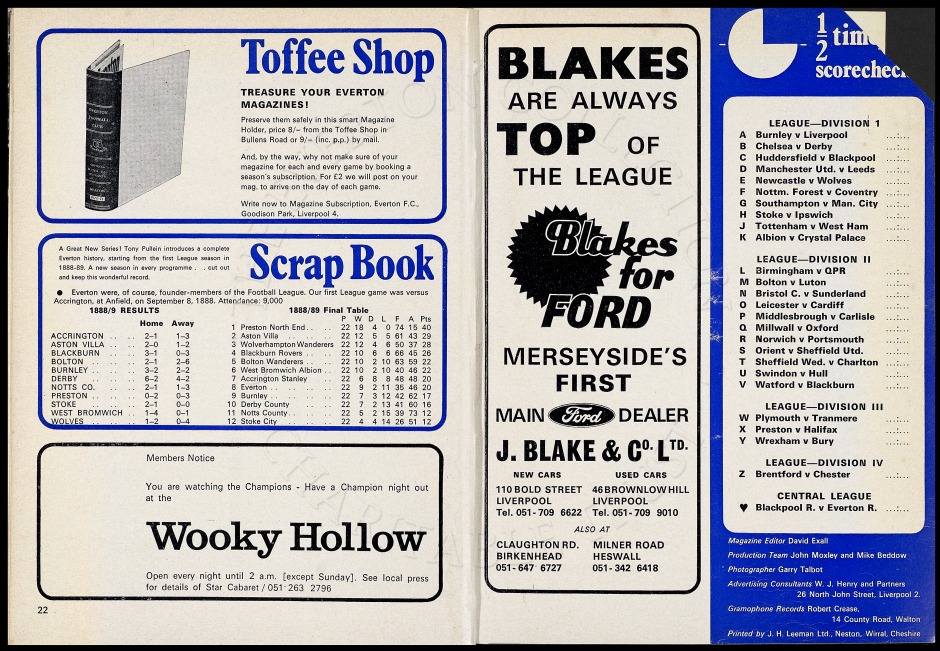 Toffee Shop
TREASURE YOUR EVERTON
MAGAZINES!
Preserve them safely in this smart Magazine
Holder, price 8/– from the Toffee Shop in
Bullens Road or 9/– (inc. p.p.) by mail.
And, by the way, why not make sure of your
magazine for each and every game by booking a
season's subscription. For £2 we will post on your
mag. to arrive on the day of each game.
Write now to Magazine Subscription, Everton F.C.,
Goodison Park, Liverpool 4.
EVERTON
FOOTBALL
CLUB
A Great New Series! Tony Pullein introduces a complete
Everton history, starting from the first League season in
1888-89. A new season in every programme . . cut out
and keep this wonderful record.
Scrap Book
● Everton were, of course, founder-members of the Football League. Our first League game was versus
Accrington, at Anfield, on September 8, 1888. Attendance: 9,000
1888/9 RESULTS
Home Away
ACCRINGTON .. .. 2–1 1–3
ASTON VILLA .. .. 2–0 1–2
BLACKBURN .. .. 3–1 0–3
BOLTON .. .. 2–1 2–6
BURNLEY .. .. 3–2 2–2
DERBY .. .. 6–2 4–2
NOTTS CO. .. .. 2–1 1–3
PRESTON .. .. 0–2 0–3
STOKE .. .. 2–1 0–0
WEST BROMWICH .. 1–4 0–1
WOLVES .. .. 1–2 0–4
1888/89 Final Table
P W D L F A Pts
1 Preston North End .. .. 22 18 4 0 74 15 40
2 Aston Villa .. .. 22 12 5 5 61 43 29
3 Wolverhampton Wanderers 22 12 4 6 50 37 28
4 Blackburn Rovers .. .. 22 10 6 6 66 45 26
5 Bolton Wanderers .. .. 22 10 2 10 63 59 22
6 West Bromwich Albion .. 22 10 2 10 40 46 22
7 Accrington Stanley .. .. 22 6 8 8 48 48 20
8 Everton .. .. 22 9 2 11 35 46 20
9 Burnley .. .. 22 7 3 12 42 62 17
10 Derby County .. .. 22 7 2 13 41 60 16
11 Notts County .. .. 22 5 2 15 39 73 12
12 Stoke City .. .. 22 4 4 14 26 51 12
Members Notice
You are watching the Champions - Have a Champion night out
at the
Wooky Hollow
Open every night until 2 a.m. [except Sunday]. See local press
for details of Star Cabaret / 051 263 2796
22
BLAKES
ARE ALWAYS
TOP OF
THE LEAGUE
Blakes
for
FORD
MERSEYSIDE'S
FIRST
MAIN Ford DEALER
J. BLAKE & Co. LTD.
NEW CARS
110 BOLD STREET
LIVERPOOL
Tel. 051-709 6622
USED CARS
46 BROWNLOW HILL
LIVERPOOL
Tel. 051-709 9010
ALSO AT
CLAUGHTON RD.
BIRKENHEAD
051-647 6727
MILNER ROAD
HESWALL
051-342 6418
1/2 time
scorecheck
LEAGUE—DIVISION 1
A Burnley v Liverpool ...:...
B Chelsea v Derby ...:...
C Huddersfield v Blackpool ...:...
D Manchester Utd. v Leeds ...:...
E Newcastle v Wolves ...:...
F Nottm. Forest v Coventry ...:...
G Southampton v Man. City ...:...
H Stoke v Ipswich ...:...
J Tottenham v West Ham ...:...
K Albion v Crystal Palace ...:...
LEAGUE—DIVISION II
L Birmingham v QPR ...:...
M Bolton v Luton ...:...
N Bristol C. v Sunderland ...:...
O Leicester v Cardiff ...:...
P Middlesbrough v Carlisle ...:...
Q Millwall v Oxford ...:...
R Norwich v Portsmouth ...:...
S Orient v Sheffield Utd. ...:...
T Sheffield Wed. v Charlton ...:...
U Swindon v Hull ...:...
V Watford v Blackburn ...:...
LEAGUE—DIVISION III
W Plymouth v Tranmere ...:...
X Preston v Halifax ...:...
Y Wrexham v Bury ...:...
LEAGUE—DIVISION IV
Z Brentford v Chester ...:...
CENTRAL LEAGUE
♥ Blackpool R. v Everton R. ...:...
Magazine Editor David Exall
Production Team John Moxley and Mike Beddow
Photographer Garry Talbot
Advertising Consultants W. J. Henry and Partners
26 North John Street, Liverpool 2.
Gramophone Records Robert Crease,
14 County Road, Walton
Printed by J. H. Leeman Ltd., Neston, Wirral, Cheshire